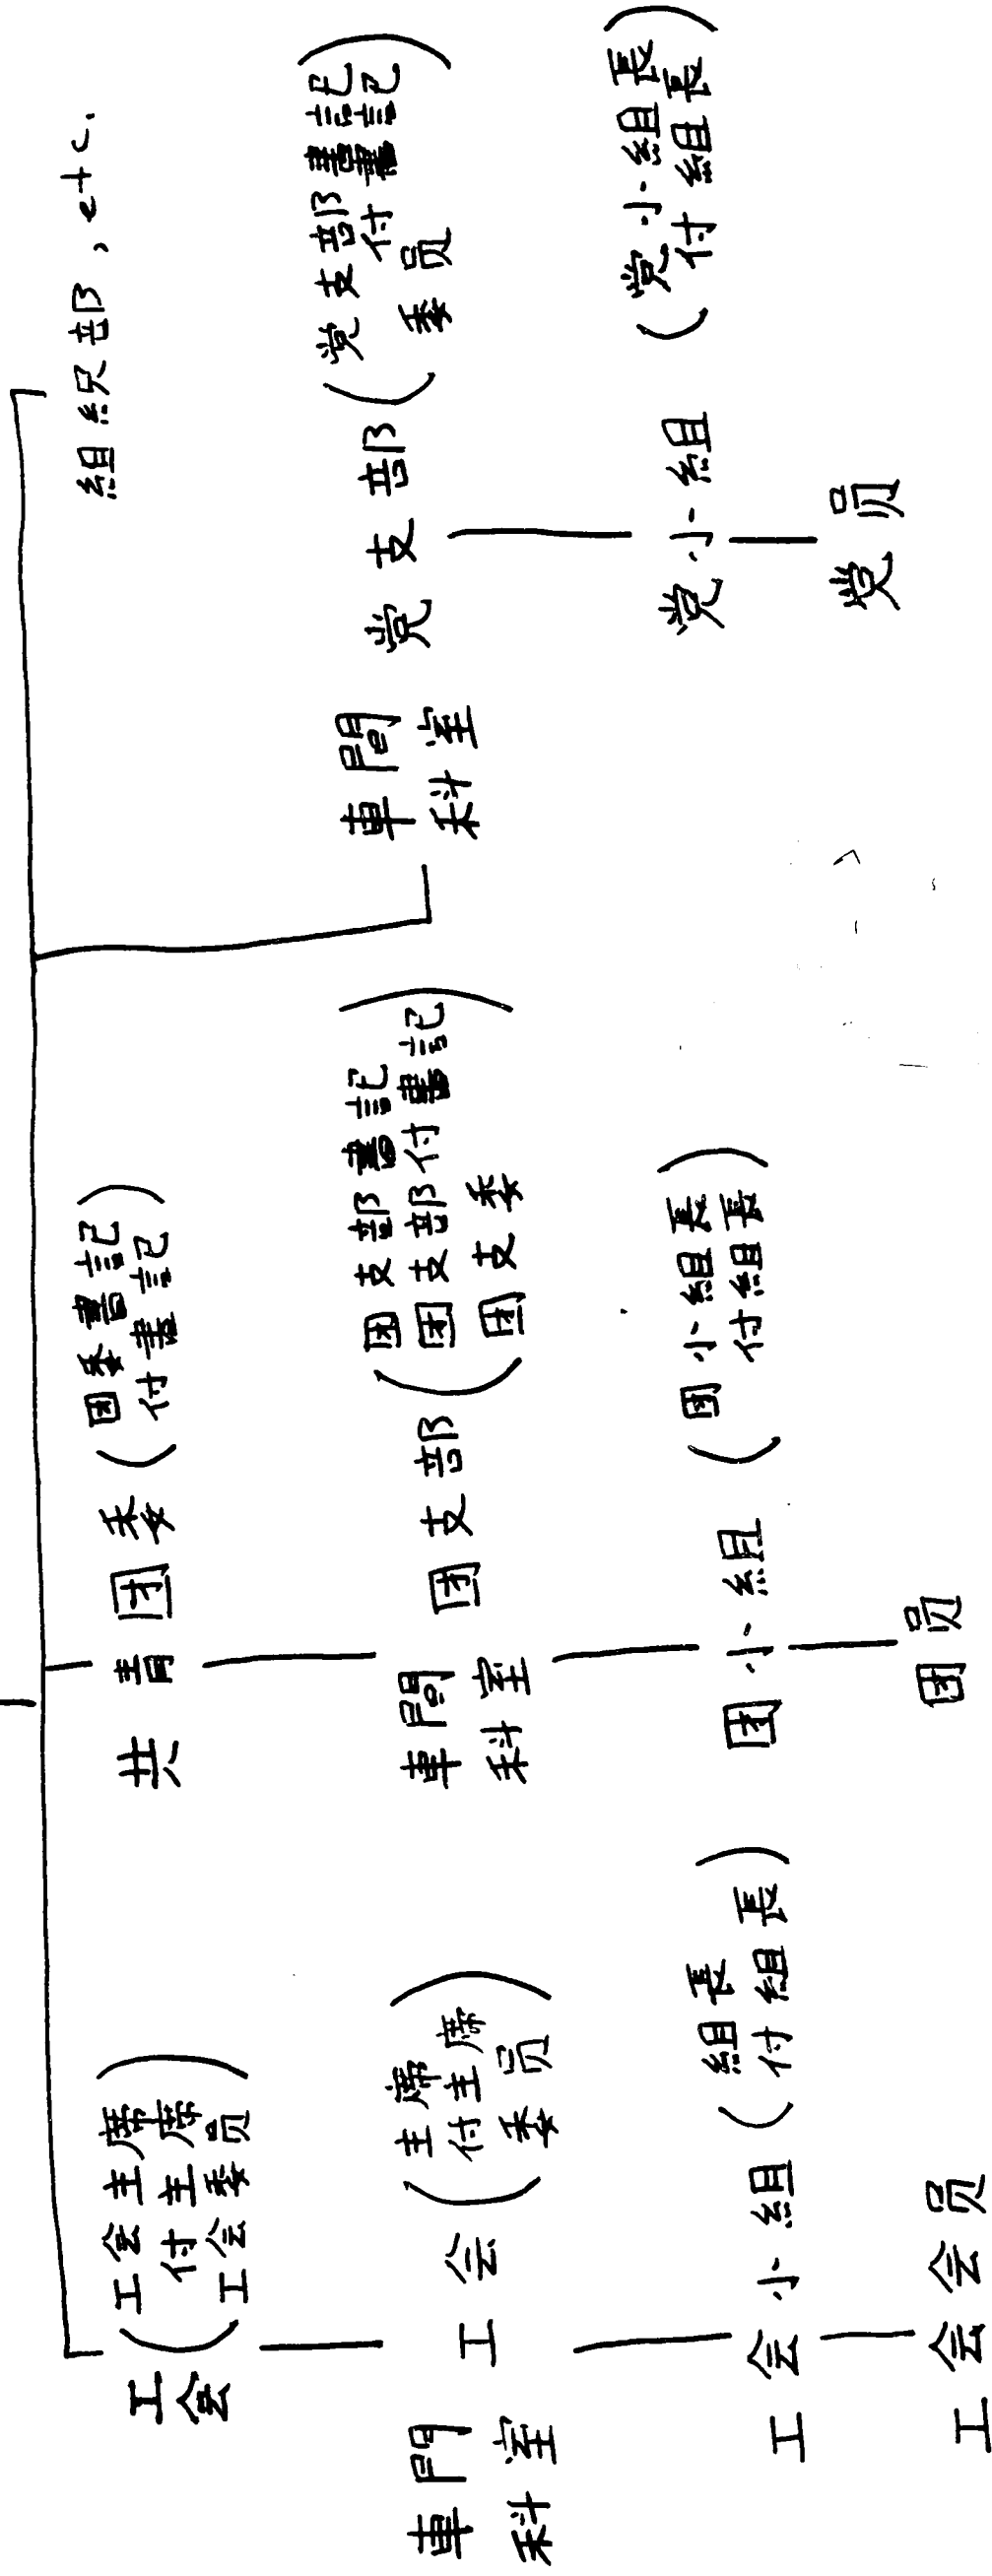 工会
(工会主席
付主席
工会委员)
共青团委(团委書記
付書記)
組織部, etc.
車間
科室
工会(主席
付主席
委员)
車間
科室
团支部(团支部書記
团支部付書記
团支委)
車間
科室
党支部(党支部書記
付書記
委员)
工会小組(組長
付組長)
团小組(团小組長
付組長)
党小組(党小組長
付組長)
工会会员
团员
党员